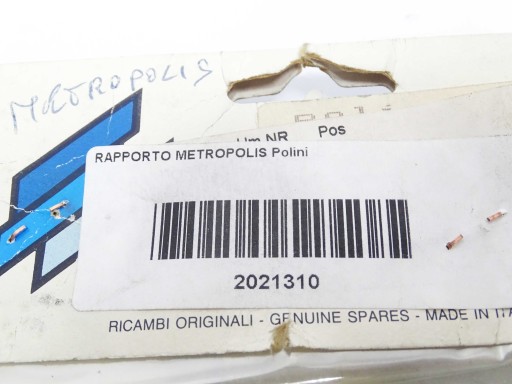 METROPOLIS
Um.NR Pos
RAPPORTO METROPOLIS Polini
2021310
RICAMBI ORIGINALI - GENUINE SPARES - MADE IN ITA